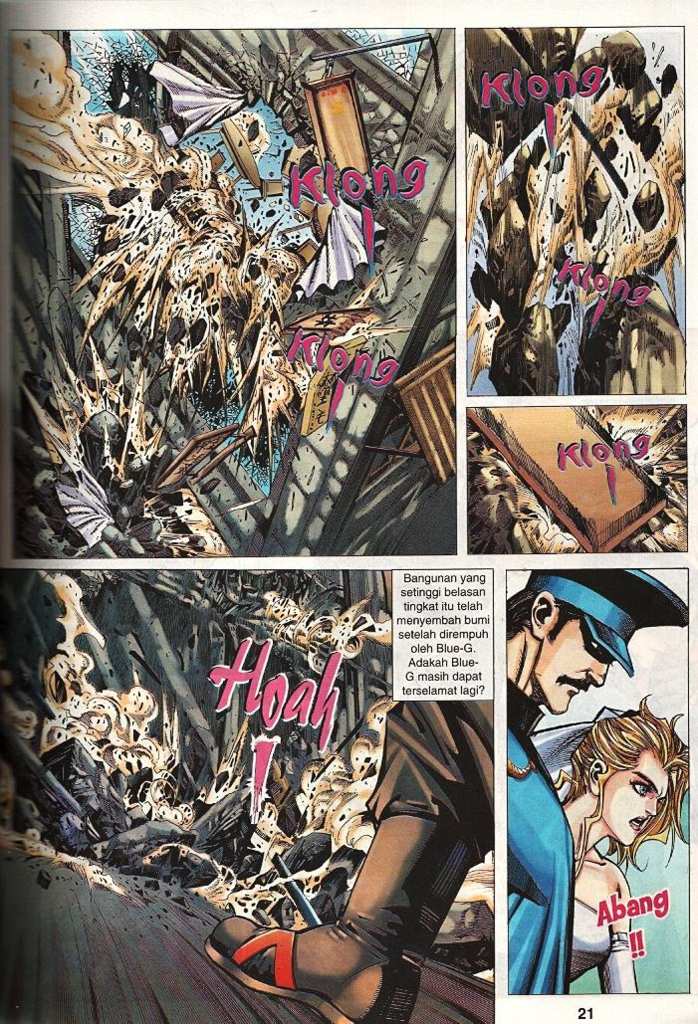 Klong
!
Klong
!
Klong
!
Klong
!
Klong
!
Hoah
!
Bangunan yang
setinggi belasan
tingkat itu telah
menyembah bumi
setelah dirempuh
oleh Blue-G.
Adakah Blue-
G masih dapat
terselamat lagi?
Abang
!!
21